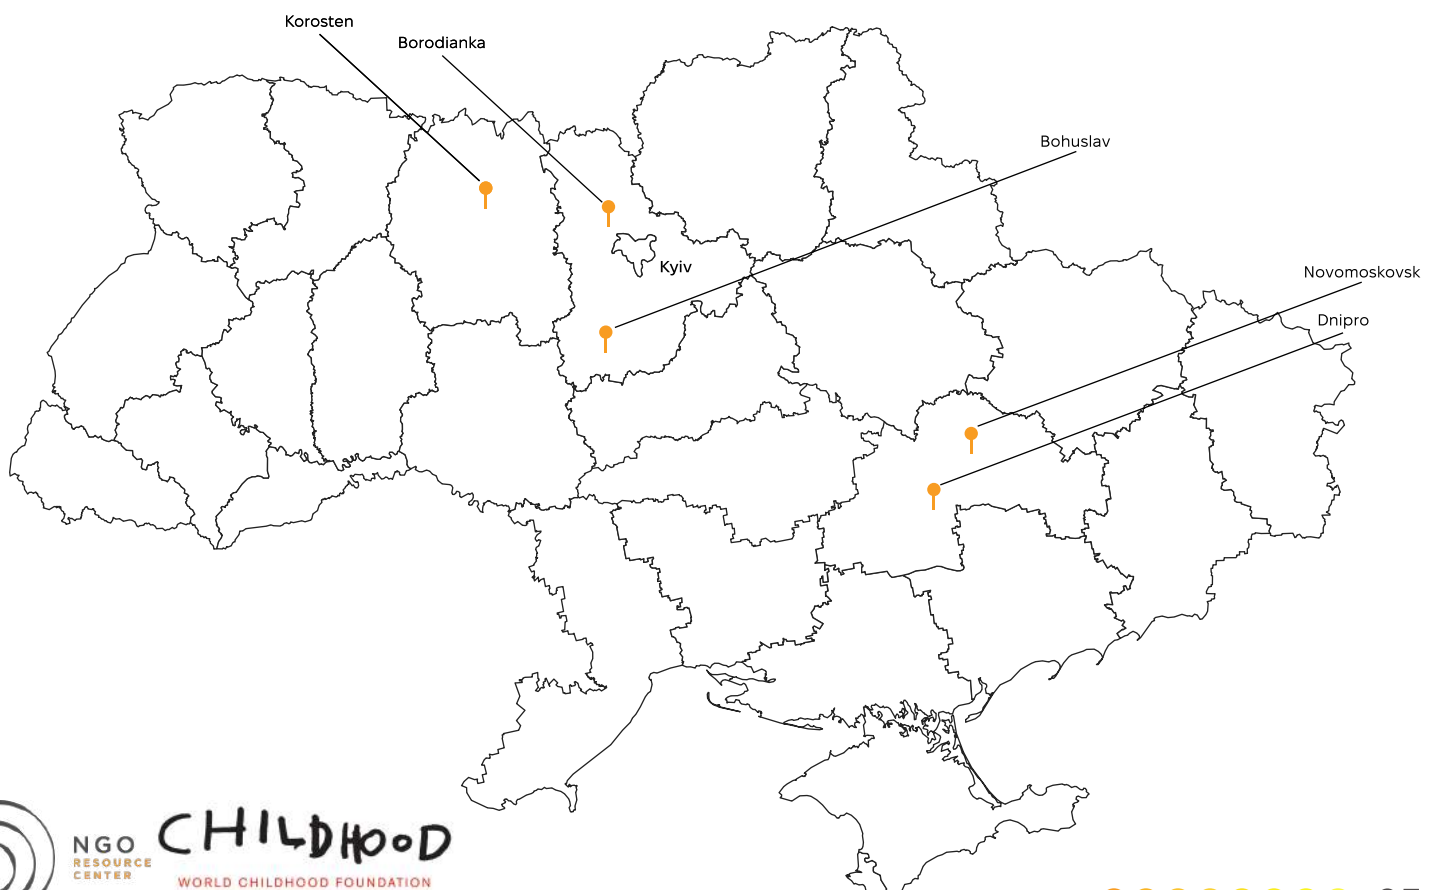 Korosten
Borodianka
Bohuslav
Kyiv
Novomoskovsk
Dnipro
NGO
RESOURCE
CENTER
CHILDHOOD
WORLD CHILDHOOD FOUNDATION